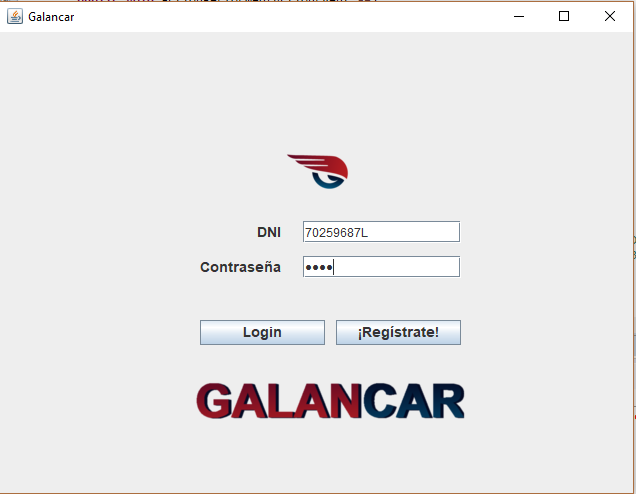 Galancar
DNI 70259687L
Contraseña ●●●●
Login ¡Regístrate!
GALANCAR